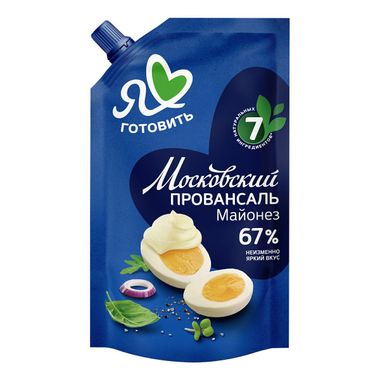 Я
ГОТОВИТЬ
НАТУРАЛЬНЫХ
7
ИНГРЕДИЕНТОВ
Московский
ПРОВАНСАЛЬ
Майонез
67%
НЕИЗМЕННО
ЯРКИЙ ВКУС